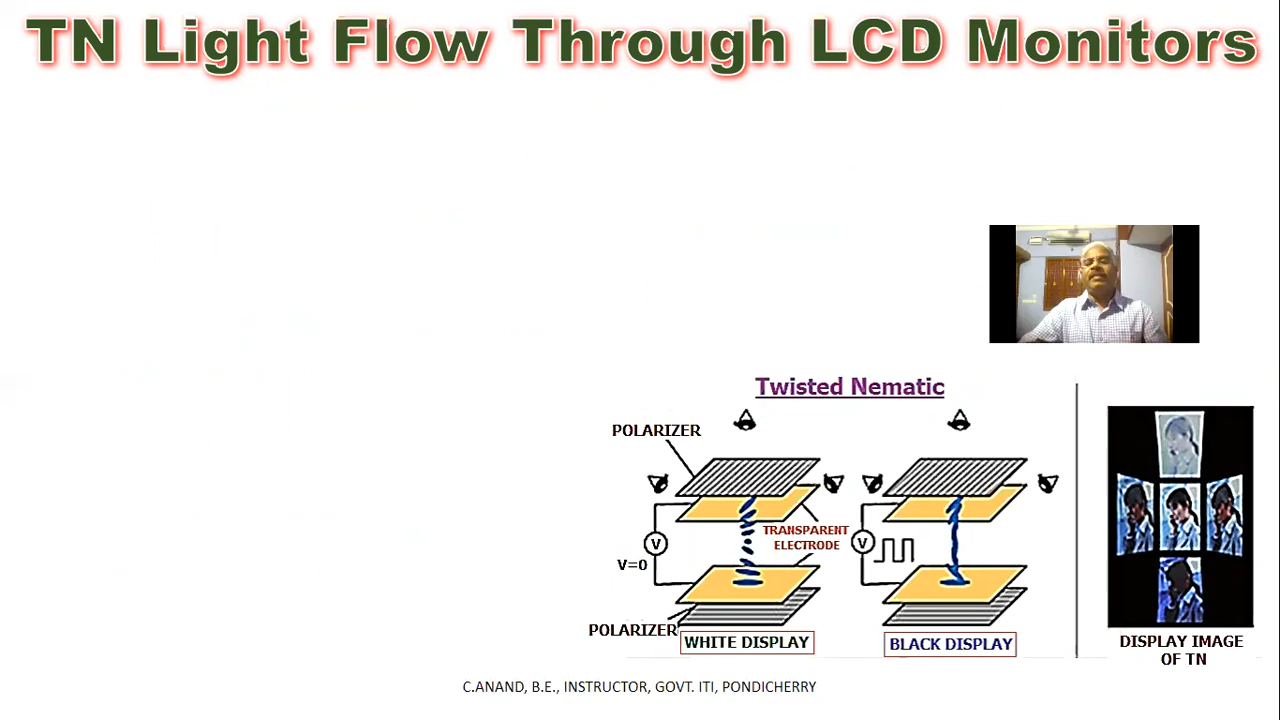 TN Light Flow Through LCD Monitors
Twisted Nematic
POLARIZER
TRANSPARENT
ELECTRODE
V
V=0
POLARIZER
WHITE DISPLAY
V
BLACK DISPLAY
DISPLAY IMAGE
OF TN
C.ANAND, B.E., INSTRUCTOR, GOVT. ITI, PONDICHERRY